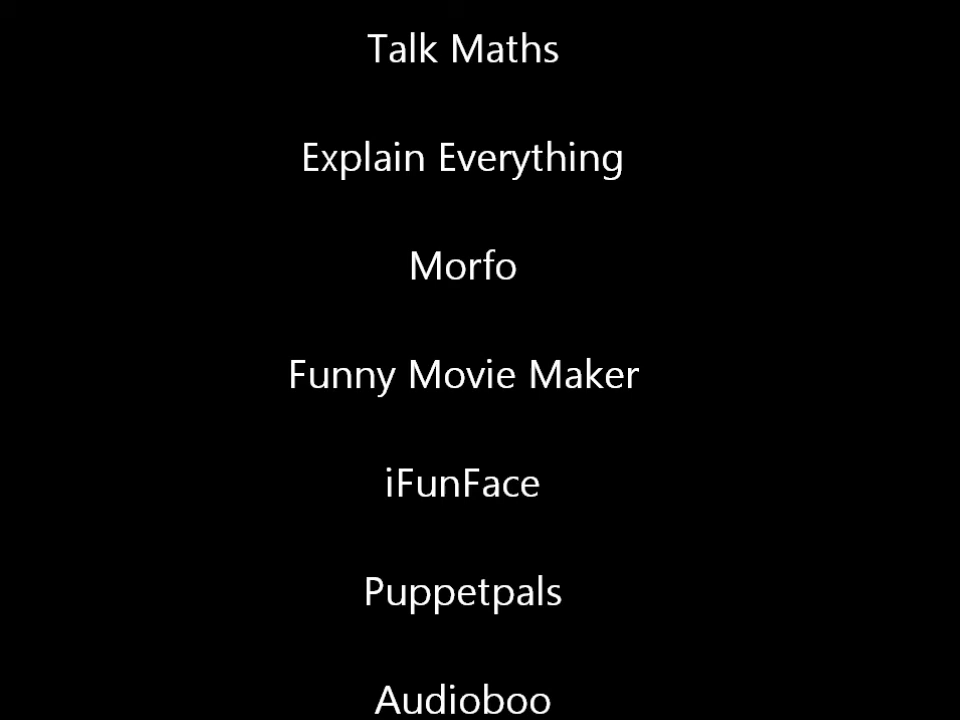 Talk Maths
Explain Everything
Morfo
Funny Movie Maker
iFunFace
Puppetpals
Audioboo